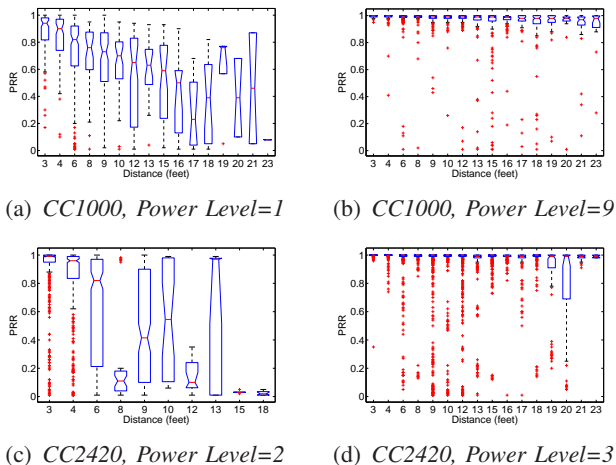 1
0.8
0.6
0.4
0.2
0
PRR
3 4 6 8 9 10 12 13 14 15 16 17 18 19 20 21 23
Distance (feet)
1
0.8
0.6
0.4
0.2
0
PRR
3 4 6 8 9 10 12 13 14 15 16 17 18 19 20 21 23
Distance (feet)
(a) CC1000, Power Level=1
(b) CC1000, Power Level=9
1
0.8
0.6
0.4
0.2
0
PRR
3 4 6 8 9 10 12 13 15 18
Distance (feet)
1
0.8
0.6
0.4
0.2
0
PRR
3 4 6 8 9 10 12 13 14 15 16 17 18 19 20 21 23
Distance (feet)
(c) CC2420, Power Level=2
(d) CC2420, Power Level=3